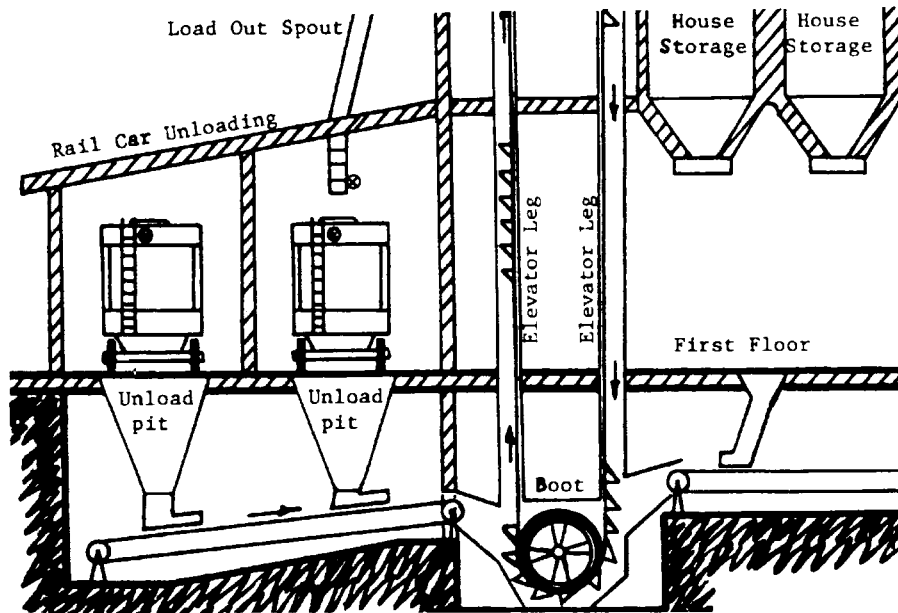 Load Out Spout
House
Storage
House
Storage
Rail Car Unloading
Elevator Leg
Elevator Leg
First Floor
Unload
pit
Unload
pit
Boot